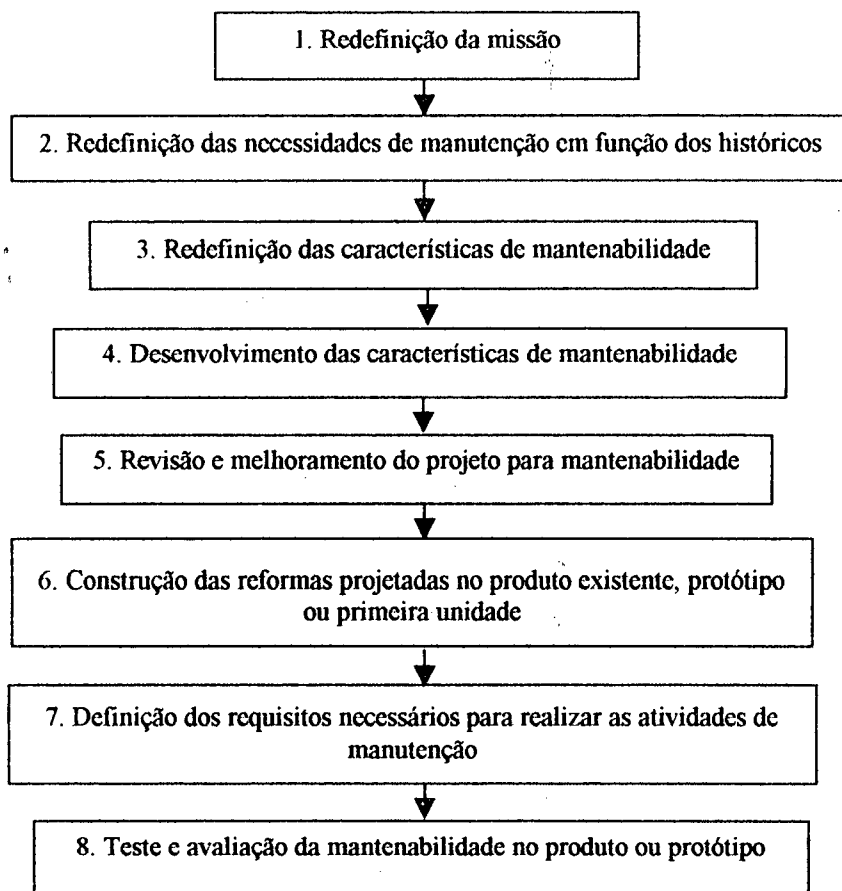 1. Redefinição da missão
2. Redefinição das necessidades de manutenção em função dos históricos
3. Redefinição das características de mantenabilidade
4. Desenvolvimento das características de mantenabilidade
5. Revisão e melhoramento do projeto para mantenabilidade
6. Construção das reformas projetadas no produto existente, protótipo
ou primeira unidade
7. Definição dos requisitos necessários para realizar as atividades de
manutenção
8. Teste e avaliação da mantenabilidade no produto ou protótipo